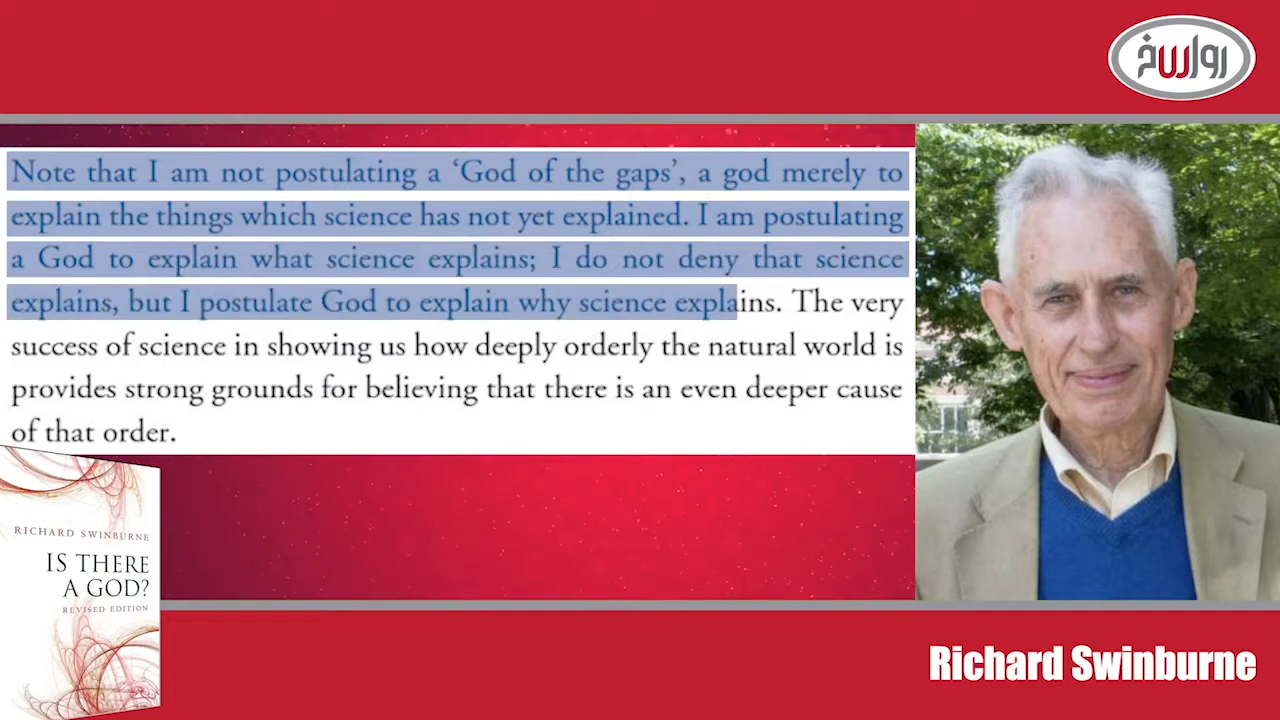 رواسخ
Note that I am not postulating a ‘God of the gaps’, a god merely to
explain the things which science has not yet explained. I am postulating
a God to explain what science explains; I do not deny that science
explains, but I postulate God to explain why science explains. The very
success of science in showing us how deeply orderly the natural world is
provides strong grounds for believing that there is an even deeper cause
of that order.
RICHARD SWINBURNE
IS THERE
A GOD?
REVISED EDITION
Richard Swinburne